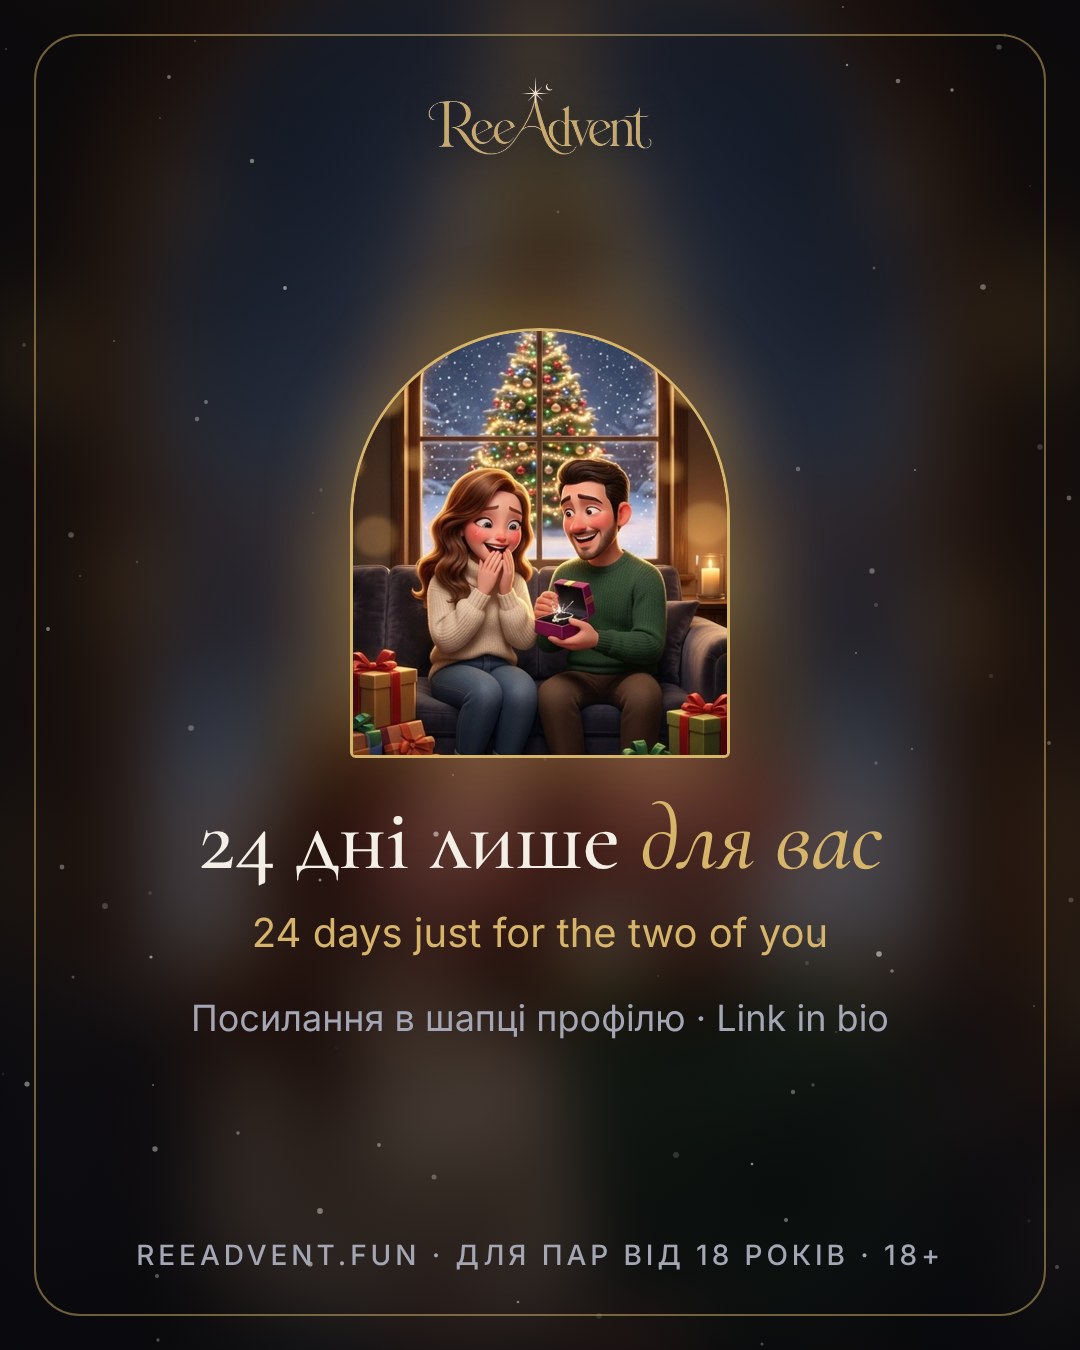 ReeAdvent
24 дні лише для вас
24 days just for the two of you
Посилання в шапці профілю · Link in bio
REEADVENT.FUN · ДЛЯ ПАР ВІД 18 РОКІВ · 18+